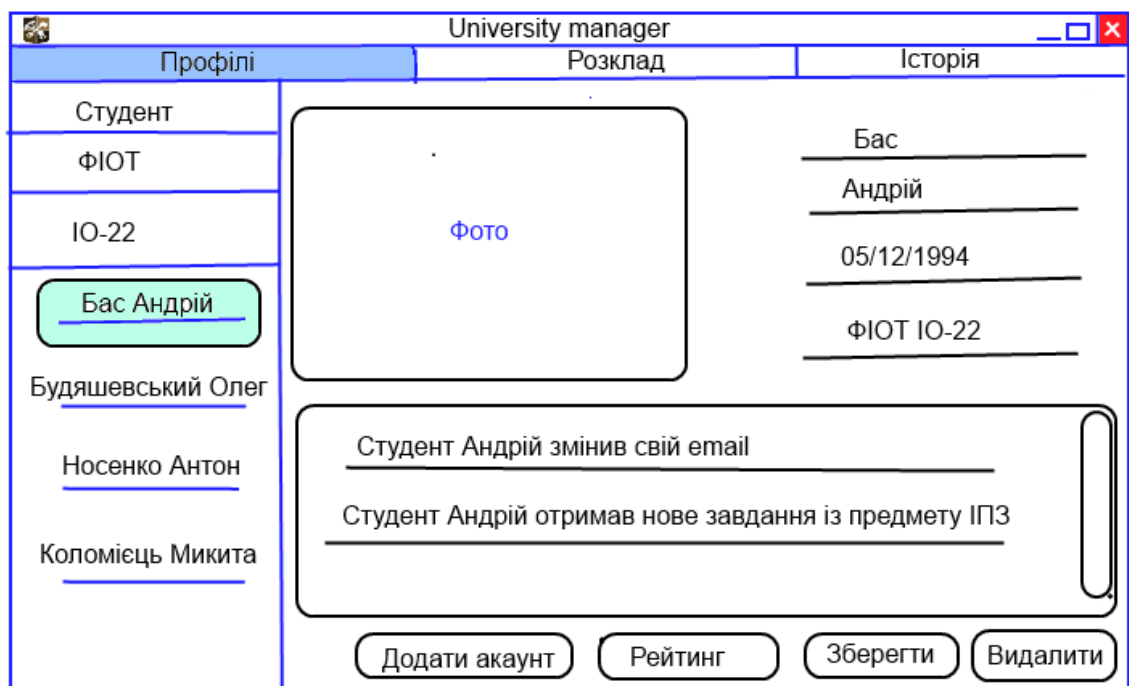 University manager
Профілі
Розклад
Історія
Студент
ФІОТ
ІО-22
Бас Андрій
Будяшевський Олег
Носенко Антон
Коломієць Микита
Фото
Бас
Андрій
05/12/1994
ФІОТ ІО-22
Студент Андрій змінив свій email
Студент Андрій отримав нове завдання із предмету ІПЗ
Додати акаунт
Рейтинг
Зберегти
Видалити